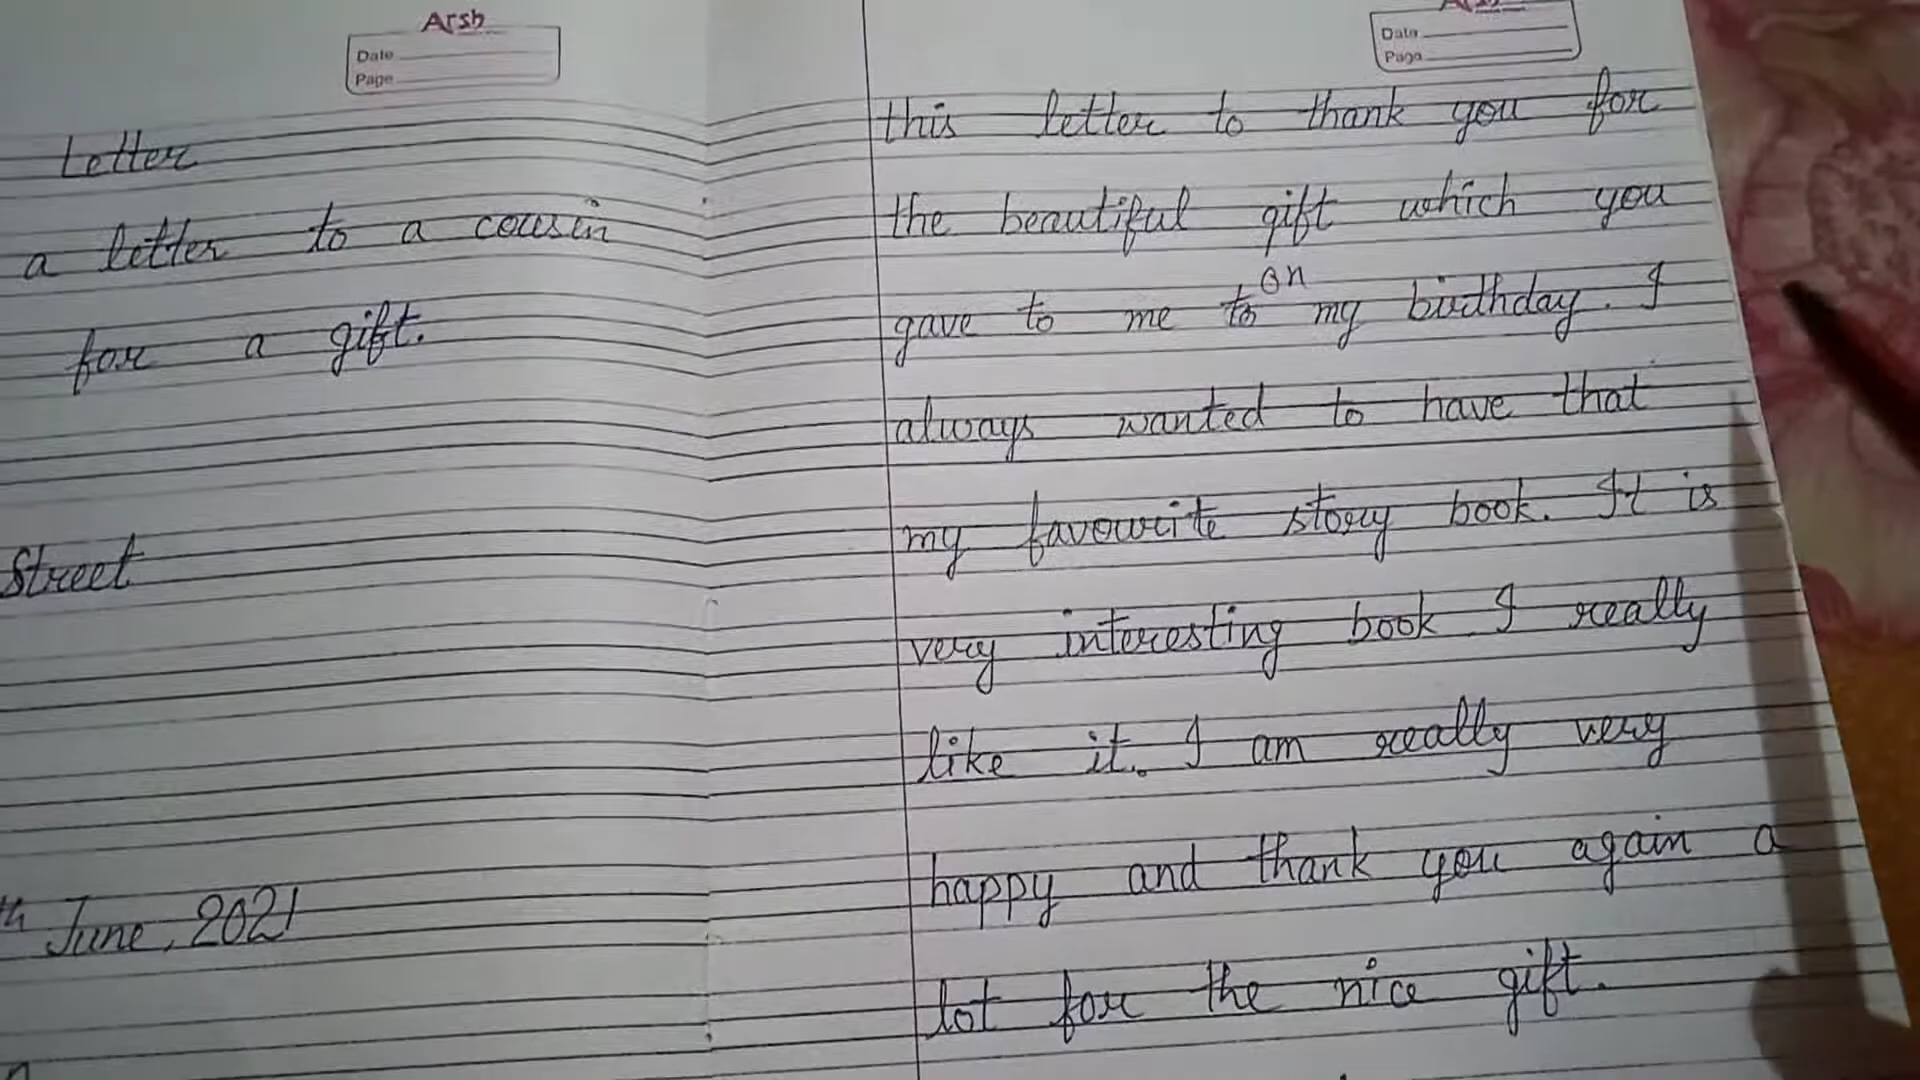 Arsh
Date
Page
Letter
a letter to a cousin
for a gift.
Street
th June, 2021
Date
Page
this letter to thank you for
the beautiful gift which you
on
gave to me to my birthday. I
always wanted to have that
my favourite story book. It is
very interesting book. I really
like it. I am really very
happy and thank you again a
lot for the nice gift.